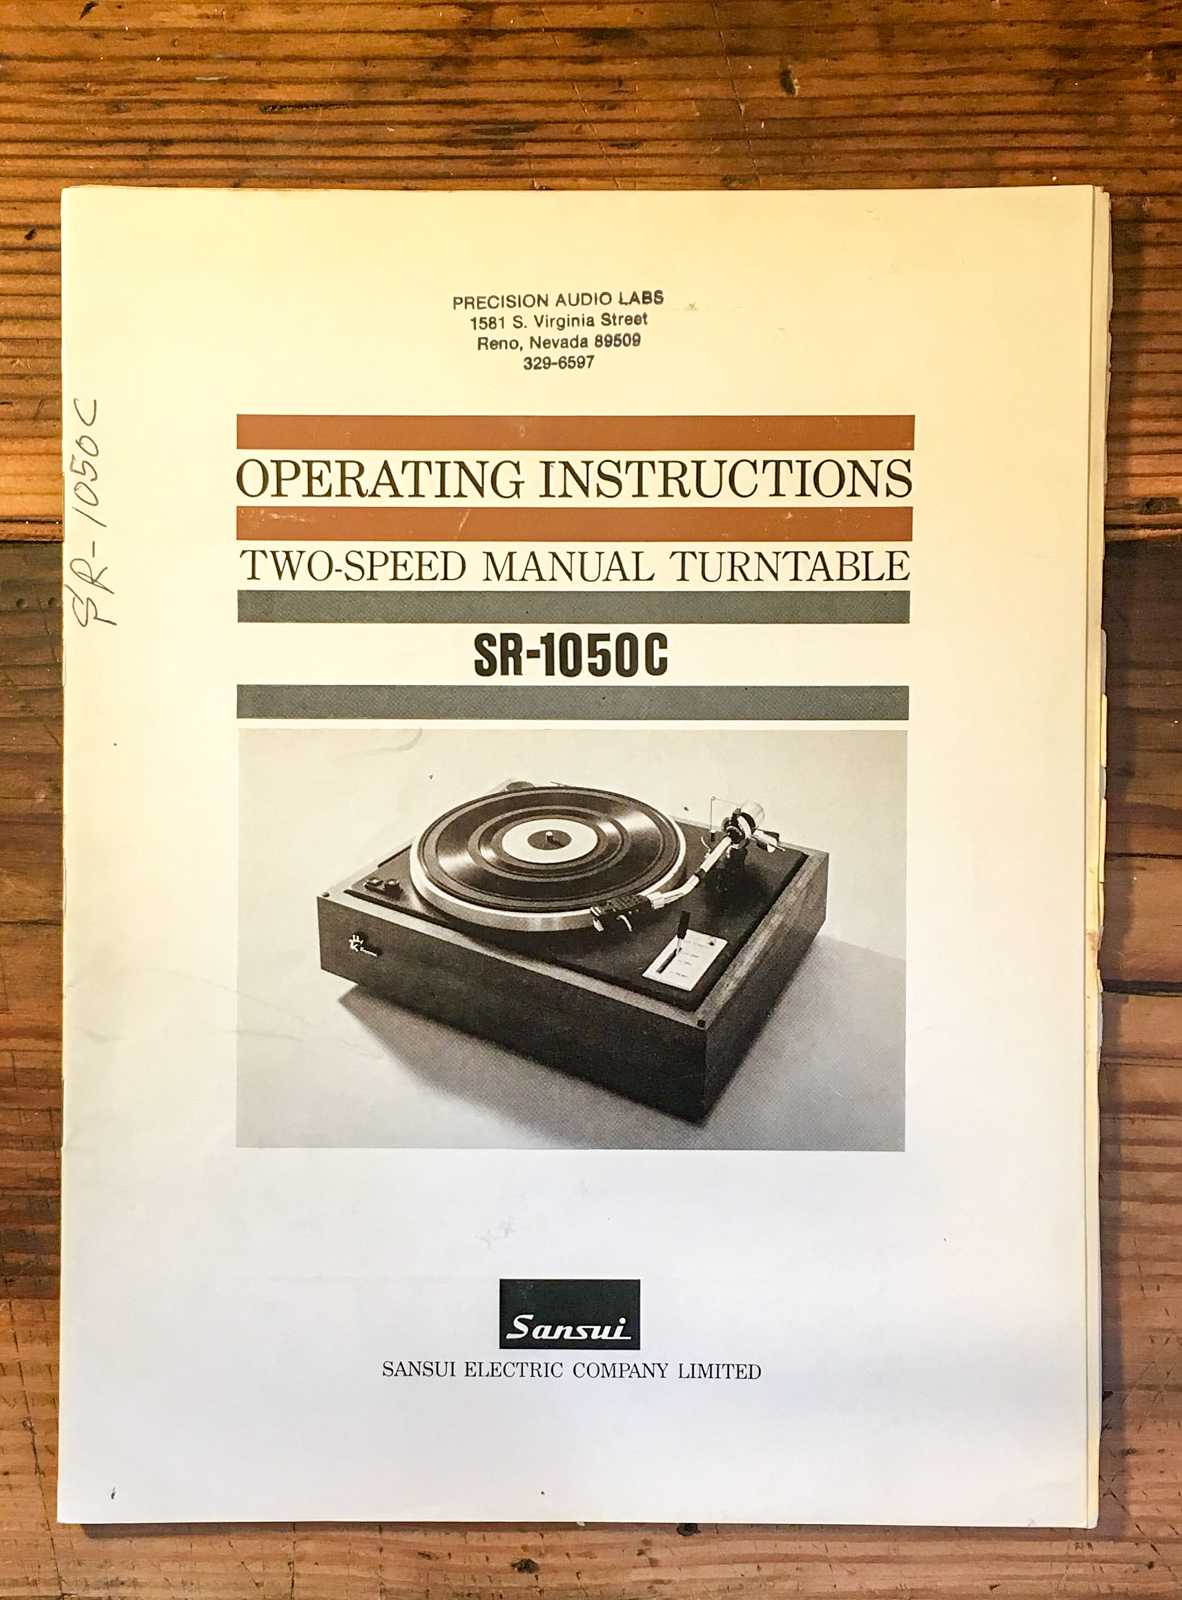 PRECISION AUDIO LABS
1581 S. Virginia Street
Reno, Nevada 89509
329-6597
SR-1050C
OPERATING INSTRUCTIONS
TWO-SPEED MANUAL TURNTABLE
SR-1050C
Sansui
SANSUI ELECTRIC COMPANY LIMITED